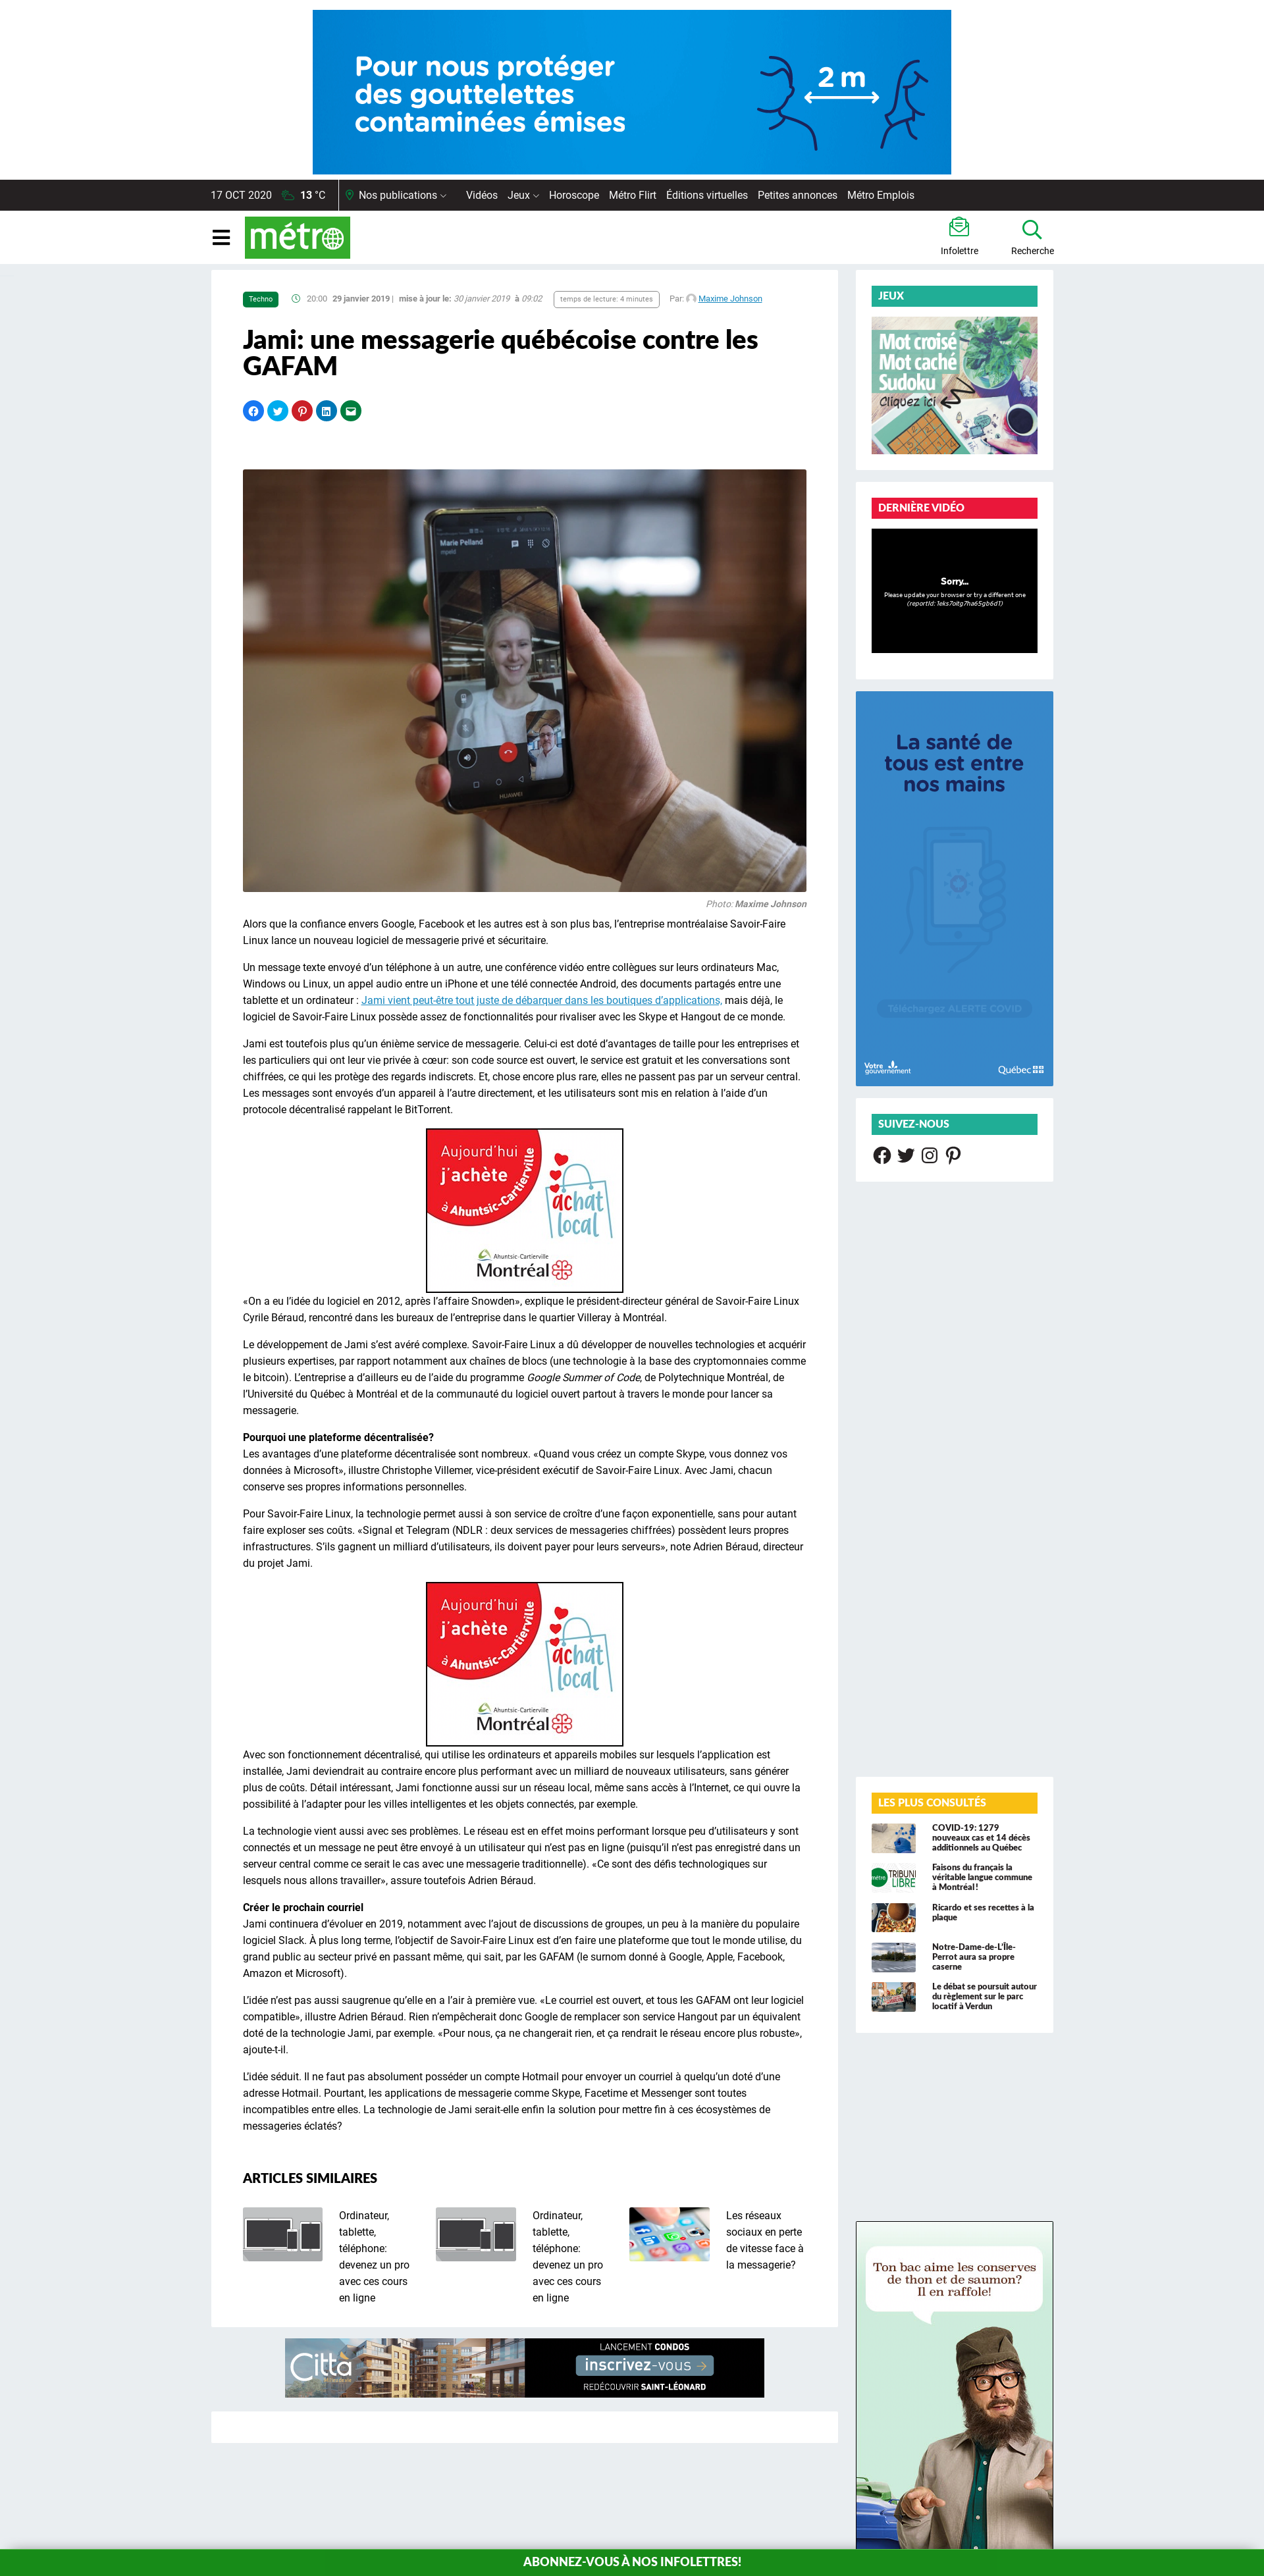 Pour nous protéger
des gouttelettes
contaminées émises
2 m
17 OCT 2020 13 °C Nos publications Vidéos Jeux Horoscope Métro Flirt Éditions virtuelles Petites annonces Métro Emplois
métro
Infolettre
Recherche
Techno 20:00 29 janvier 2019 | mise à jour le: 30 janvier 2019 à 09:02 temps de lecture: 4 minutes Par: Maxime Johnson
Jami: une messagerie québécoise contre les
GAFAM
Marie Pelland
mpeld
HUAWEI
Photo: Maxime Johnson
Alors que la confiance envers Google, Facebook et les autres est à son plus bas, l’entreprise montréalaise Savoir-Faire
Linux lance un nouveau logiciel de messagerie privé et sécuritaire.
Un message texte envoyé d’un téléphone à un autre, une conférence vidéo entre collègues sur leurs ordinateurs Mac,
Windows ou Linux, un appel audio entre un iPhone et une télé connectée Android, des documents partagés entre une
tablette et un ordinateur : Jami vient peut-être tout juste de débarquer dans les boutiques d’applications, mais déjà, le
logiciel de Savoir-Faire Linux possède assez de fonctionnalités pour rivaliser avec les Skype et Hangout de ce monde.
Jami est toutefois plus qu’un énième service de messagerie. Celui-ci est doté d’avantages de taille pour les entreprises et
les particuliers qui ont leur vie privée à cœur: son code source est ouvert, le service est gratuit et les conversations sont
chiffrées, ce qui les protège des regards indiscrets. Et, chose encore plus rare, elles ne passent pas par un serveur central.
Les messages sont envoyés d’un appareil à l’autre directement, et les utilisateurs sont mis en relation à l’aide d’un
protocole décentralisé rappelant le BitTorrent.
Aujourd'hui
j'achète
à Ahuntsic-Cartierville
achat
local
Ahuntsic-Cartierville
Montréal
«On a eu l’idée du logiciel en 2012, après l’affaire Snowden», explique le président-directeur général de Savoir-Faire Linux
Cyrile Béraud, rencontré dans les bureaux de l’entreprise dans le quartier Villeray à Montréal.
Le développement de Jami s’est avéré complexe. Savoir-Faire Linux a dû développer de nouvelles technologies et acquérir
plusieurs expertises, par rapport notamment aux chaînes de blocs (une technologie à la base des cryptomonnaies comme
le bitcoin). L’entreprise a d’ailleurs eu de l’aide du programme Google Summer of Code, de Polytechnique Montréal, de
l’Université du Québec à Montréal et de la communauté du logiciel ouvert partout à travers le monde pour lancer sa
messagerie.
Pourquoi une plateforme décentralisée?
Les avantages d’une plateforme décentralisée sont nombreux. «Quand vous créez un compte Skype, vous donnez vos
données à Microsoft», illustre Christophe Villemer, vice-président exécutif de Savoir-Faire Linux. Avec Jami, chacun
conserve ses propres informations personnelles.
Pour Savoir-Faire Linux, la technologie permet aussi à son service de croître d’une façon exponentielle, sans pour autant
faire exploser ses coûts. «Signal et Telegram (NDLR : deux services de messageries chiffrées) possèdent leurs propres
infrastructures. S’ils gagnent un milliard d’utilisateurs, ils doivent payer pour leurs serveurs», note Adrien Béraud, directeur
du projet Jami.
Aujourd'hui
j'achète
à Ahuntsic-Cartierville
achat
local
Ahuntsic-Cartierville
Montréal
Avec son fonctionnement décentralisé, qui utilise les ordinateurs et appareils mobiles sur lesquels l’application est
installée, Jami deviendrait au contraire encore plus performant avec un milliard de nouveaux utilisateurs, sans générer
plus de coûts. Détail intéressant, Jami fonctionne aussi sur un réseau local, même sans accès à l’Internet, ce qui ouvre la
possibilité à l’adapter pour les villes intelligentes et les objets connectés, par exemple.
La technologie vient aussi avec ses problèmes. Le réseau est en effet moins performant lorsque peu d’utilisateurs y sont
connectés et un message ne peut être envoyé à un utilisateur qui n’est pas en ligne (puisqu’il n’est pas enregistré dans un
serveur central comme ce serait le cas avec une messagerie traditionnelle). «Ce sont des défis technologiques sur
lesquels nous allons travailler», assure toutefois Adrien Béraud.
Créer le prochain courriel
Jami continuera d’évoluer en 2019, notamment avec l’ajout de discussions de groupes, un peu à la manière du populaire
logiciel Slack. À plus long terme, l’objectif de Savoir-Faire Linux est d’en faire une plateforme que tout le monde utilise, du
grand public au secteur privé en passant même, qui sait, par les GAFAM (le surnom donné à Google, Apple, Facebook,
Amazon et Microsoft).
L’idée n’est pas aussi saugrenue qu’elle en a l’air à première vue. «Le courriel est ouvert, et tous les GAFAM ont leur logiciel
compatible», illustre Adrien Béraud. Rien n’empêcherait donc Google de remplacer son service Hangout par un équivalent
doté de la technologie Jami, par exemple. «Pour nous, ça ne changerait rien, et ça rendrait le réseau encore plus robuste»,
ajoute-t-il.
L’idée séduit. Il ne faut pas absolument posséder un compte Hotmail pour envoyer un courriel à quelqu’un doté d’une
adresse Hotmail. Pourtant, les applications de messagerie comme Skype, Facetime et Messenger sont toutes
incompatibles entre elles. La technologie de Jami serait-elle enfin la solution pour mettre fin à ces écosystèmes de
messageries éclatés?
ARTICLES SIMILAIRES
Ordinateur,
tablette,
téléphone:
devenez un pro
avec ces cours
en ligne
Ordinateur,
tablette,
téléphone:
devenez un pro
avec ces cours
en ligne
Les réseaux
sociaux en perte
de vitesse face à
la messagerie?
Città
LANCEMENT CONDOS
inscrivez-vous →
REDÉCOUVRIR SAINT-LÉONARD
JEUX
Mot croisé
Mot caché
Sudoku
Cliquez ici
DERNIÈRE VIDÉO
Sorry...
Please update your browser or try a different one
(reportId: 1eks7oitg7ha65gb6d1)
La santé de
tous est entre
nos mains
Téléchargez ALERTE COVID
Votre
gouvernement
Québec
SUIVEZ-NOUS
LES PLUS CONSULTÉS
COVID-19: 1279
nouveaux cas et 14 décès
additionnels au Québec
métro
TRIBUNE
LIBRE
Faisons du français la
véritable langue commune
à Montréal !
Ricardo et ses recettes à la
plaque
Notre-Dame-de-L’Île-
Perrot aura sa propre
caserne
Le débat se poursuit autour
du règlement sur le parc
locatif à Verdun
Ton bac aime les conserves
de thon et de saumon?
Il en raffole!
ABONNEZ-VOUS À NOS INFOLETTRES!